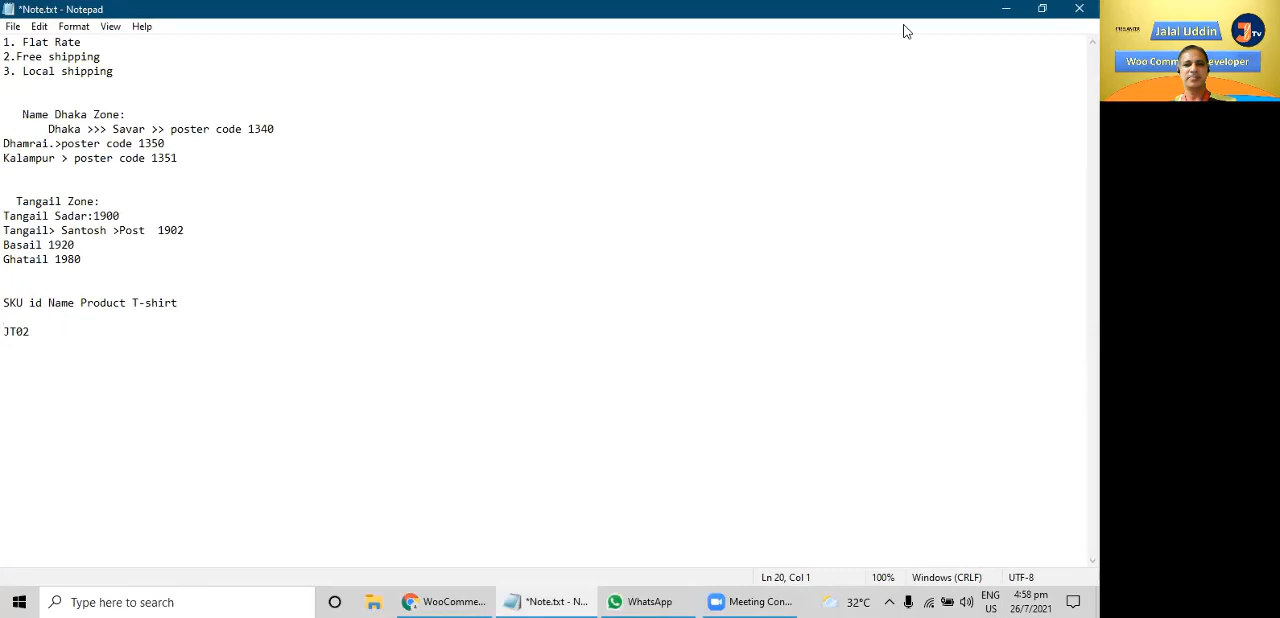 *Note.txt - Notepad
File Edit Format View Help
1. Flat Rate
2.Free shipping
3. Local shipping
Name Dhaka Zone:
Dhaka >>> Savar >> poster code 1340
Dhamrai.>poster code 1350
Kalampur > poster code 1351
Tangail Zone:
Tangail Sadar:1900
Tangail> Santosh >Post 1902
Basail 1920
Ghatail 1980
SKU id Name Product T-shirt
JT02
FREELANCER Jalal Uddin
TV
Ln 20, Col 1 100% Windows (CRLF) UTF-8
Type here to search
WooComme...
*Note.txt - N...
WhatsApp
Meeting Con...
32°C
ENG
US
4:58 pm
26/7/2021